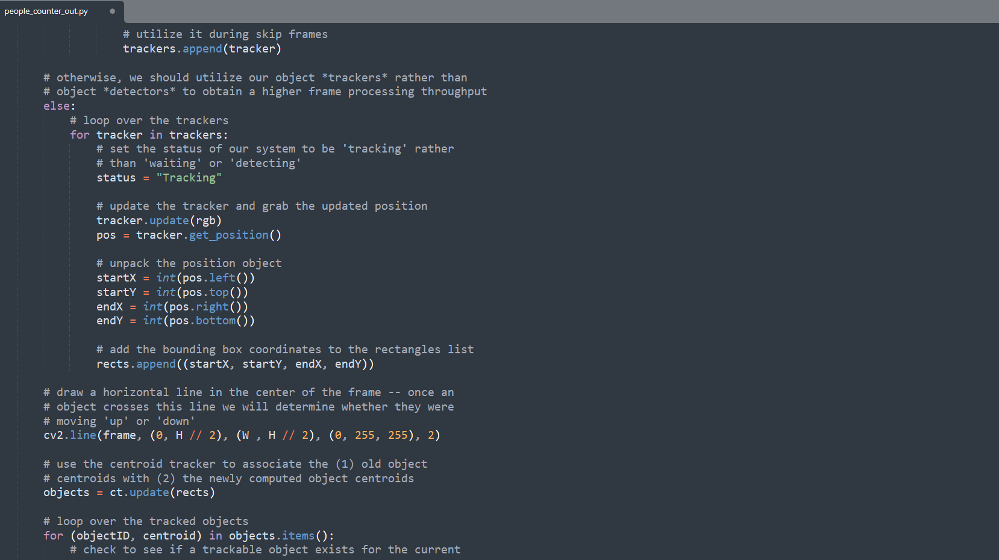 people_counter_out.py
# utilize it during skip frames
trackers.append(tracker)
# otherwise, we should utilize our object *trackers* rather than
# object *detectors* to obtain a higher frame processing throughput
else:
# loop over the trackers
for tracker in trackers:
# set the status of our system to be 'tracking' rather
# than 'waiting' or 'detecting'
status = "Tracking"
# update the tracker and grab the updated position
tracker.update(rgb)
pos = tracker.get_position()
# unpack the position object
startX = int(pos.left())
startY = int(pos.top())
endX = int(pos.right())
endY = int(pos.bottom())
# add the bounding box coordinates to the rectangles list
rects.append((startX, startY, endX, endY))
# draw a horizontal line in the center of the frame -- once an
# object crosses this line we will determine whether they were
# moving 'up' or 'down'
cv2.line(frame, (0, H // 2), (W , H // 2), (0, 255, 255), 2)
# use the centroid tracker to associate the (1) old object
# centroids with (2) the newly computed object centroids
objects = ct.update(rects)
# loop over the tracked objects
for (objectID, centroid) in objects.items():
# check to see if a trackable object exists for the current